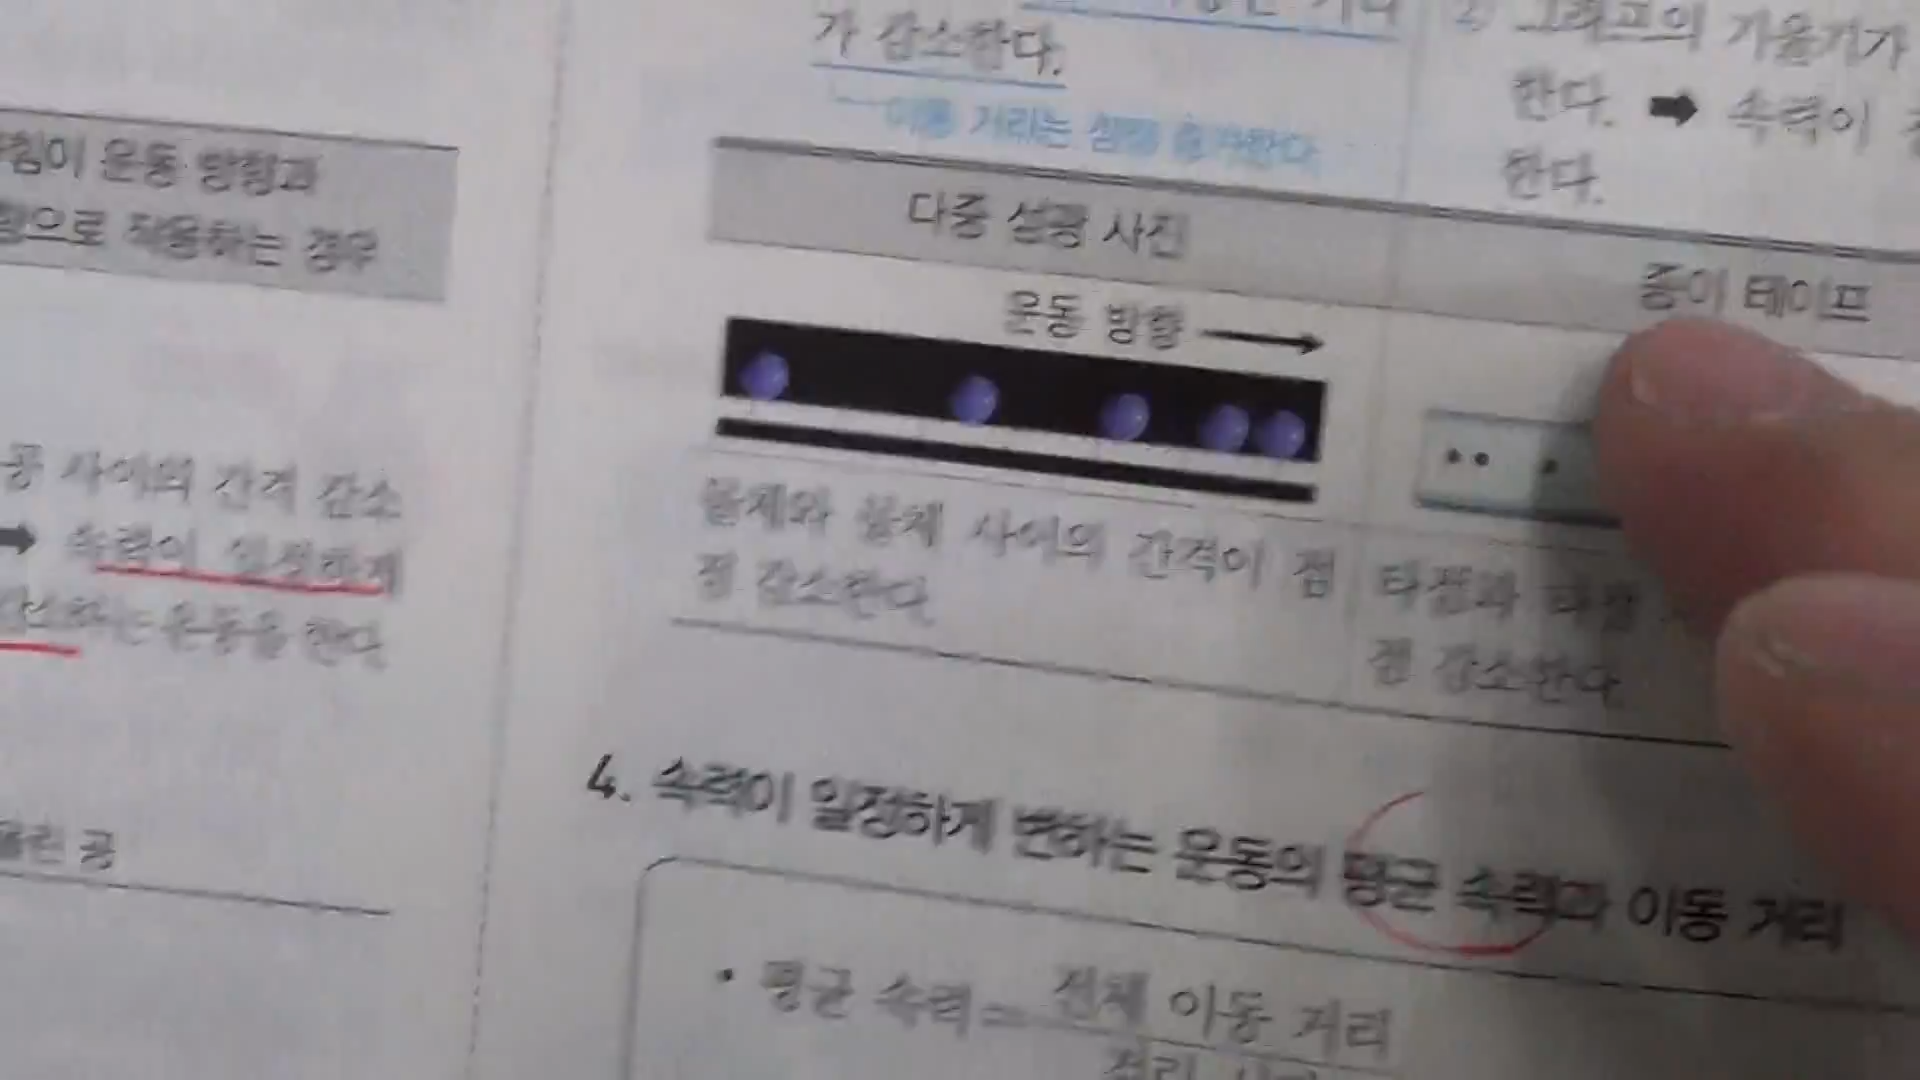 가 감소한다.
이동 거리는 점점 증가한다.
그래프의 기울기가
한다. ➡ 속력이
한다.
힘이 운동 방향과
향으로 작용하는 경우
다중 섬광 사진
종이 테이프
운동 방향
공 사이의 간격 감소
➡ 속력이 일정하게
감소하는 운동을 한다.
물체와 물체 사이의 간격이 점
점 감소한다.
타점과 타점
점 감소한다.
4. 속력이 일정하게 변하는 운동의 평균 속력과 이동 거리
올린 공
• 평균 속력= 전체 이동 거리